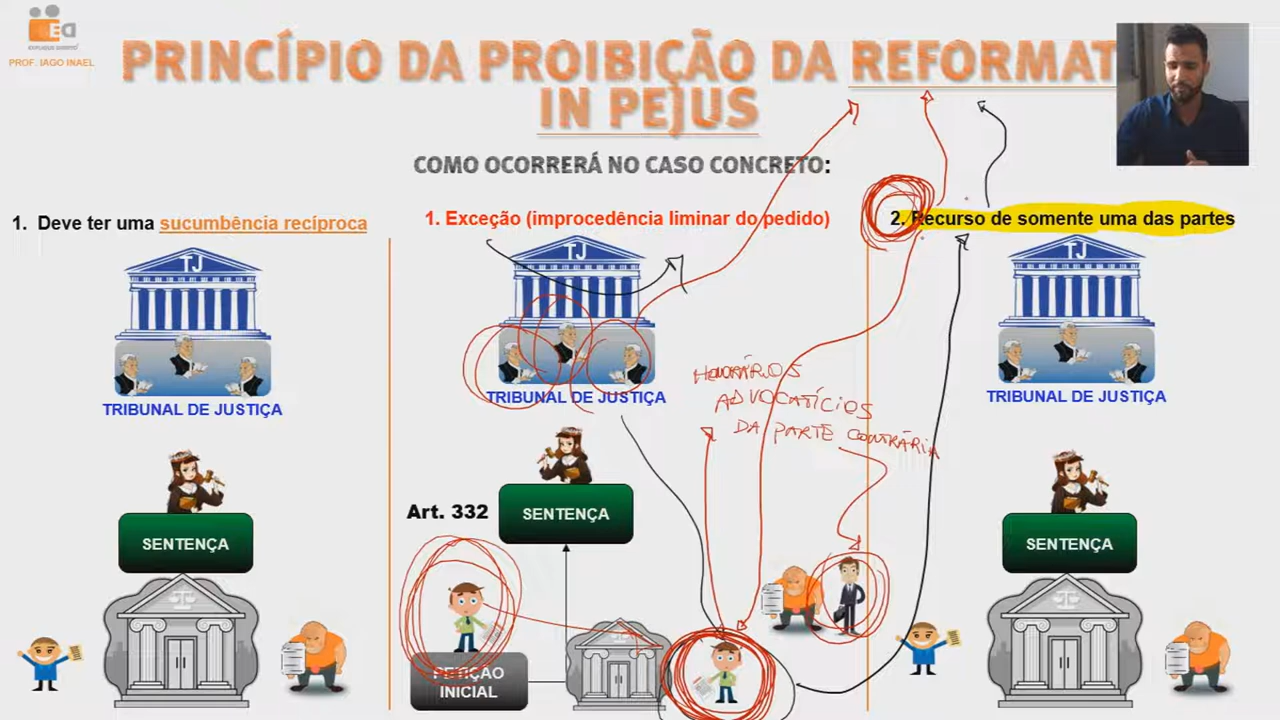 EXPLIQUE DIREITO
PROF. IAGO INAEL
PRINCÍPIO DA PROIBIÇÃO DA REFORMAT
IN PEJUS
COMO OCORRERÁ NO CASO CONCRETO:
1. Deve ter uma sucumbência recíproca
TJ
TRIBUNAL DE JUSTIÇA
SENTENÇA
1. Exceção (improcedência liminar do pedido)
TJ
TRIBUNAL DE JUSTIÇA
HONORÁRIOS
ADVOCATÍCIOS
DA PARTE CONTRÁRIA
Art. 332
SENTENÇA
PETIÇÃO
INICIAL
2. Recurso de somente uma das partes
TJ
TRIBUNAL DE JUSTIÇA
SENTENÇA